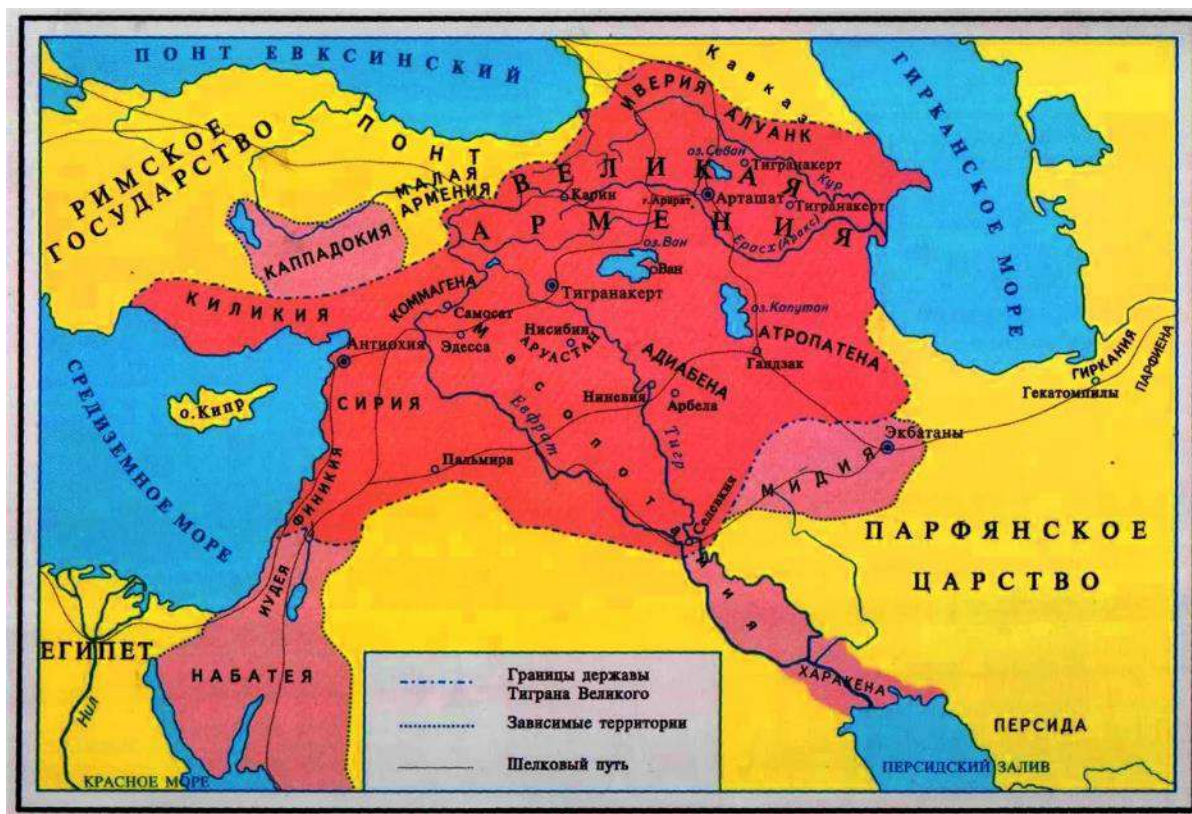 ПОНТ ЕВКСИНСКИЙ
Кавказ
ГИРКАНСКОЕ МОРЕ
РИМСКОЕ
ГОСУДАРСТВО
ПОНТ
МАЛАЯ
АРМЕНИЯ
ИВЕРИЯ
АЛУАНК
оз.Севан
Тигранакерт
Кур
ВЕЛИКАЯ
Карин
г.Арарат
Арташат
Тигранакерт
АРМЕНИЯ
Ерасх (Аракс)
КАППАДОКИЯ
оз.Ван
Ван
КИЛИКИЯ
КОММАГЕНА
Тигранакерт
Самосат
оз.Капутан
Эдесса
Нисибин
АРУАСТАН
АТРОПАТЕНА
Антиохия
АДИАБЕНА
Гандзак
ГИРКАНИЯ
ПАРФИЕНА
Гекатомпилы
СРЕДИЗЕМНОЕ МОРЕ
о.Кипр
СИРИЯ
Месопотамия
Евфрат
Ниневия
Арбела
Тигр
Экбатаны
Пальмира
МИДИЯ
ФИНИКИЯ
Селевкия
ПАРФЯНСКОЕ
ЦАРСТВО
ИУДЕЯ
ЕГИПЕТ
НАБАТЕЯ
Нил
ХАРАКЕНА
ПЕРСИДА
КРАСНОЕ МОРЕ
ПЕРСИДСКИЙ ЗАЛИВ
Границы державы
Тиграна Великого
Зависимые территории
Шелковый путь